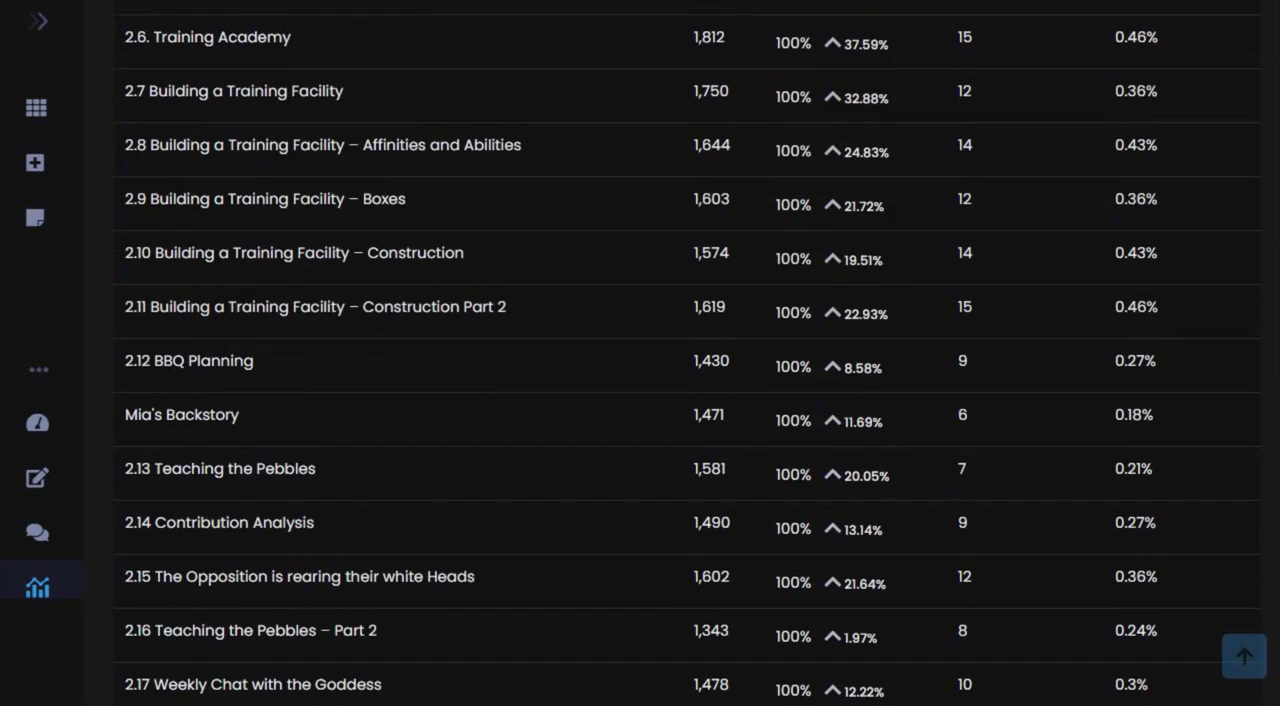 2.6. Training Academy 1,812 100% 37.59% 15 0.46%
2.7 Building a Training Facility 1,750 100% 32.88% 12 0.36%
2.8 Building a Training Facility – Affinities and Abilities 1,644 100% 24.83% 14 0.43%
2.9 Building a Training Facility – Boxes 1,603 100% 21.72% 12 0.36%
2.10 Building a Training Facility – Construction 1,574 100% 19.51% 14 0.43%
2.11 Building a Training Facility – Construction Part 2 1,619 100% 22.93% 15 0.46%
2.12 BBQ Planning 1,430 100% 8.58% 9 0.27%
Mia's Backstory 1,471 100% 11.69% 6 0.18%
2.13 Teaching the Pebbles 1,581 100% 20.05% 7 0.21%
2.14 Contribution Analysis 1,490 100% 13.14% 9 0.27%
2.15 The Opposition is rearing their white Heads 1,602 100% 21.64% 12 0.36%
2.16 Teaching the Pebbles – Part 2 1,343 100% 1.97% 8 0.24%
2.17 Weekly Chat with the Goddess 1,478 100% 12.22% 10 0.3%